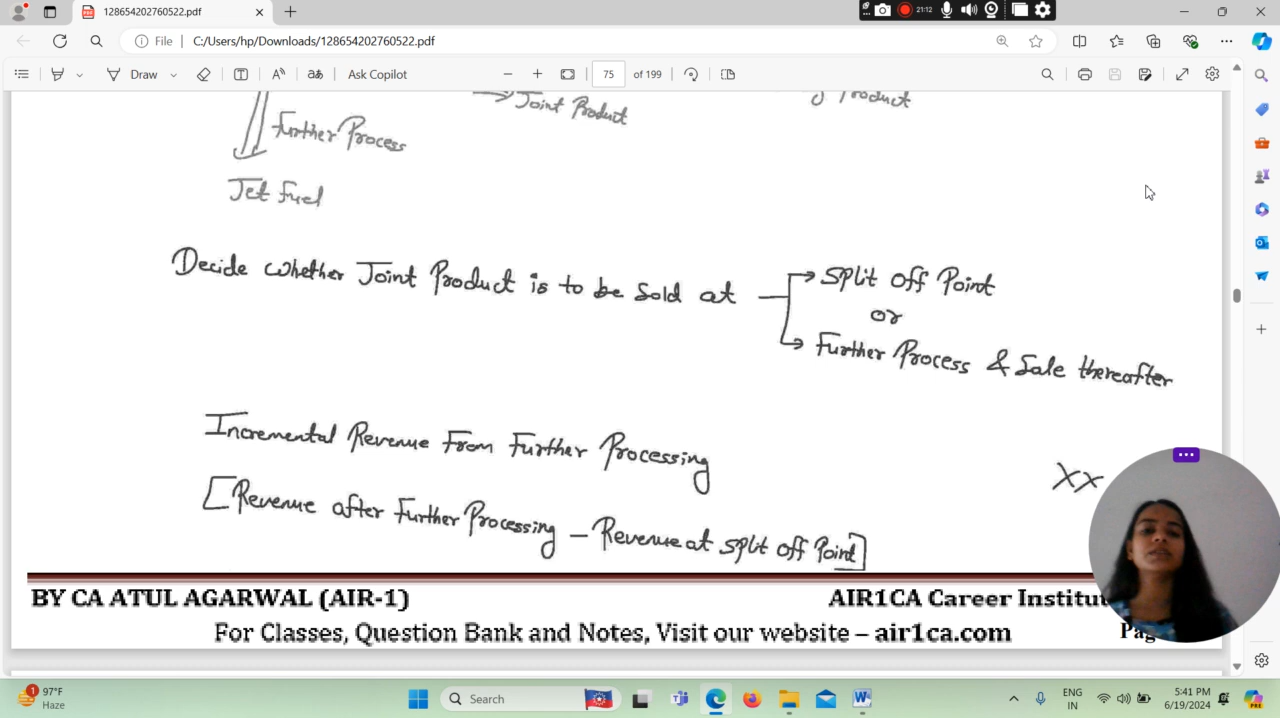 128654202760522.pdf
21:12
File
C:/Users/hp/Downloads/128654202760522.pdf
Draw
Ask Copilot
75
of 199
Joint Product
Product
Further Process
Jet Fuel
Decide whether Joint Product is to be sold at
Split Off Point
or
Further Process & Sale thereafter
Incremental Revenue From Further Processing
XX
[Revenue after Further Processing - Revenue at split off Point]
BY CA ATUL AGARWAL (AIR-1)
AIR1CA Career
For Classes, Question Bank and Notes, Visit our website – air1ca.com
1
97°F
Haze
Search
ENG
IN
5:41 PM
6/19/2024